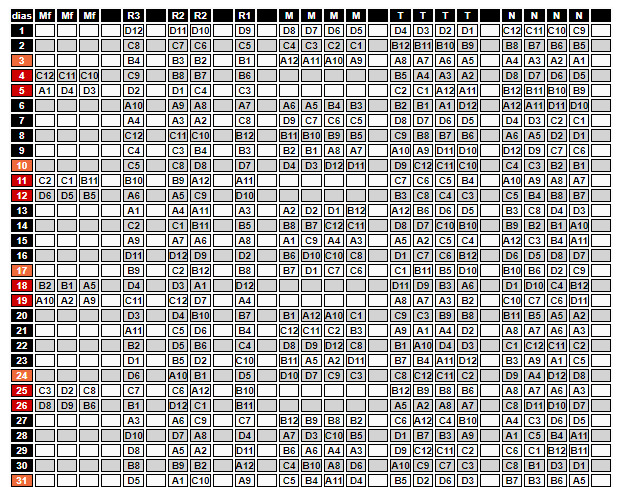 dias Mf Mf Mf R3 R2 R2 R1 M M M M T T T T N N N N
1 D12 D11 D10 D9 D8 D7 D6 D5 D4 D3 D2 D1 C12 C11 C10 C9
2 C8 C7 C6 C5 C4 C3 C2 C1 B12 B11 B10 B9 B8 B7 B6 B5
3 B4 B3 B2 B1 A12 A11 A10 A9 A8 A7 A6 A5 A4 A3 A2 A1
4 C12 C11 C10 C9 B8 B7 B6 B5 A4 A3 A2 D8 D7 D6 D5
5 A1 D4 D3 D2 D1 C4 C3 C2 C1 A12 A11 B12 B11 B10 B9
6 A10 A9 A8 A7 A6 A5 B4 B3 B2 B1 A1 D12 A12 A11 D11 D10
7 A4 A3 A2 C8 D9 C7 C6 C5 D8 D7 D6 D5 D4 D3 C2 C1
8 C12 C11 C10 B12 B11 B10 B9 B5 C9 B8 B7 B6 A6 A5 D2 D1
9 C4 C3 B4 B3 B2 B1 A8 A7 A10 A9 D11 D10 D12 D9 C7 C6
10 C5 C8 D8 D7 D4 D3 D12 D11 D9 C12 C11 C10 C4 C3 B2 B1
11 C2 C1 B11 B10 B9 A12 A11 C7 C6 C5 B4 A10 A9 A8 A7
12 D6 D5 B5 A6 A5 C9 D10 B3 C8 C4 C3 C5 B4 B8 B7
13 A1 A4 A11 A3 A2 D2 D1 B12 A12 B6 D6 D5 B3 C8 D4 D3
14 C2 C1 B11 B5 B8 B7 C12 C11 D8 D7 C10 B10 B9 B2 B1 A10
15 A9 A7 A6 A8 A1 C9 A4 A3 A5 A2 C5 C4 A12 C3 B4 A11
16 D11 D12 D9 D2 B6 D10 C10 C8 D1 C7 C6 B12 D6 D5 D8 D7
17 B9 C2 B12 B8 B7 D1 C7 C6 C1 B11 B5 D10 B10 B6 D2 C9
18 B2 B1 A5 D4 D3 A1 D12 D11 D9 B3 A6 D1 D10 C4 B12
19 A10 A2 A9 C11 C12 D7 A4 A8 A7 A3 B2 C10 C7 C6 D11
20 D3 D4 B10 B7 B1 A12 A10 C1 C9 C3 B9 B8 B11 B5 A5 A2
21 A11 C5 D6 B4 C12 C11 C2 B3 A9 A1 A4 D2 A8 A7 A6 A3
22 B2 D5 B6 C4 D8 D9 C12 D12 B1 A10 D4 D3 C1 C12 C11 C2
23 D1 B5 D2 C10 B11 A5 A2 D11 B7 B4 A11 D12 B3 A9 A1 C5
24 D6 A10 B1 D5 D10 D7 C9 C3 C8 C12 C11 C2 D9 A4 D12 D8
25 C3 D2 C8 C7 C6 A12 B10 B12 B9 B8 B6 A8 A7 A6 A3
26 D8 D9 B6 B1 D12 C1 B11 A5 A2 A8 A7 C8 D11 D10 D7
27 A3 A6 C9 C7 B12 B9 B8 B2 C6 A12 C4 B10 A4 C3 D6 D5
28 D10 D7 A8 D4 A7 D3 C10 B5 D1 B7 B3 A9 A1 C5 B4 A11
29 D8 A5 A2 D11 B6 A6 A4 A3 D9 C12 C11 C2 C6 C1 B12 B11
30 B8 B9 B2 A12 C4 B10 A8 D6 A10 C9 C7 C3 C8 B1 D3 D1
31 D5 A1 C10 A9 C5 B4 A11 D4 B7 B3 D2 D6 B7 B3 B6 A5